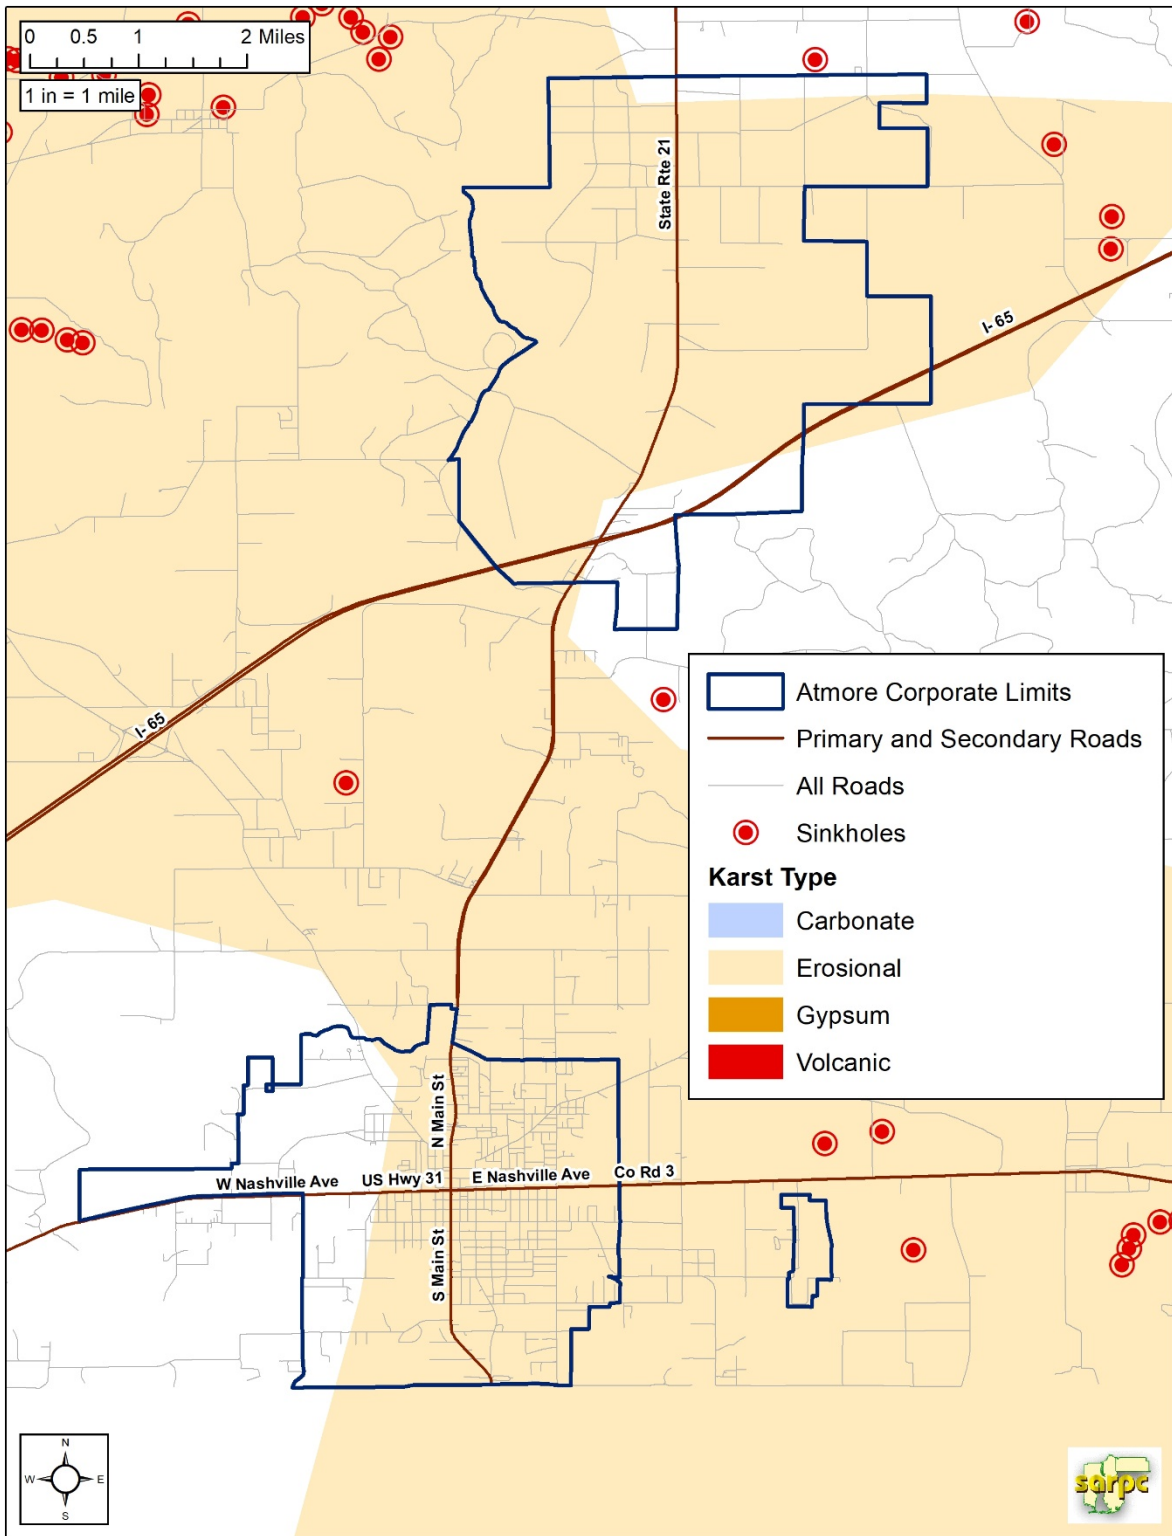 0 0.5 1 2 Miles
1 in = 1 mile
State Rte 21
I- 65
Atmore Corporate Limits
Primary and Secondary Roads
I- 65
All Roads
Sinkholes
Karst Type
Carbonate
Erosional
Gypsum
Volcanic
N Main St
W Nashville Ave US Hwy 31 E Nashville Ave Co Rd 3
S Main St
N
W E
S
sarpc